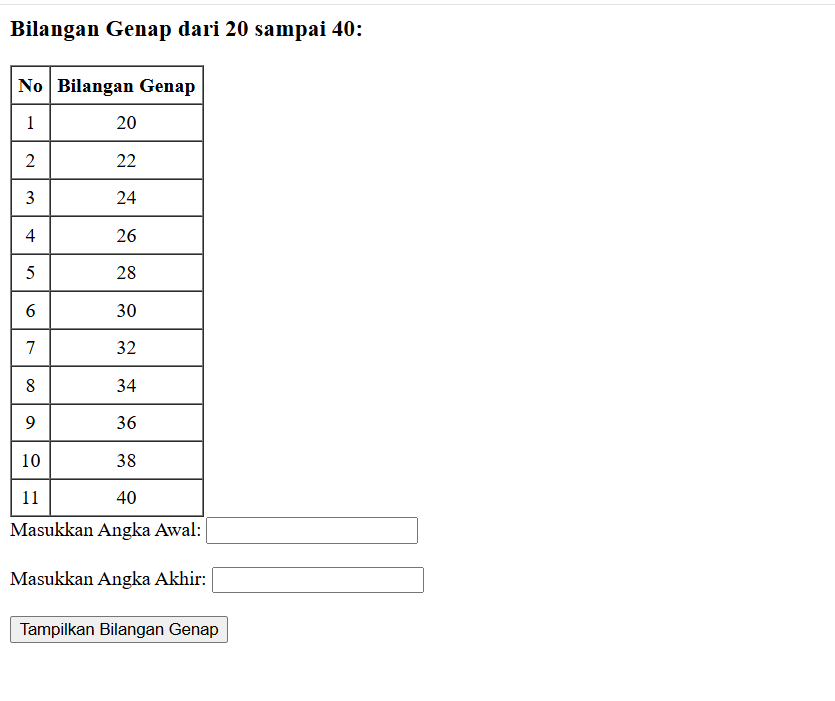 Bilangan Genap dari 20 sampai 40:
No Bilangan Genap
1 20
2 22
3 24
4 26
5 28
6 30
7 32
8 34
9 36
10 38
11 40
Masukkan Angka Awal:
Masukkan Angka Akhir:
Tampilkan Bilangan Genap